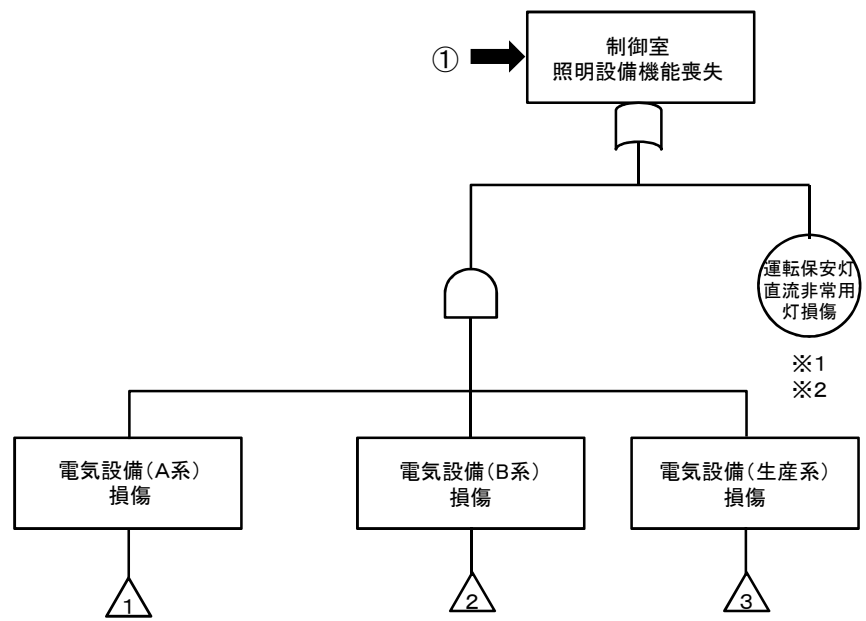 ①
制御室
照明設備機能喪失
運転保安灯
直流非常用
灯損傷
※1
※2
電気設備(A系)
損傷
電気設備(B系)
損傷
電気設備(生産系)
損傷
1
2
3